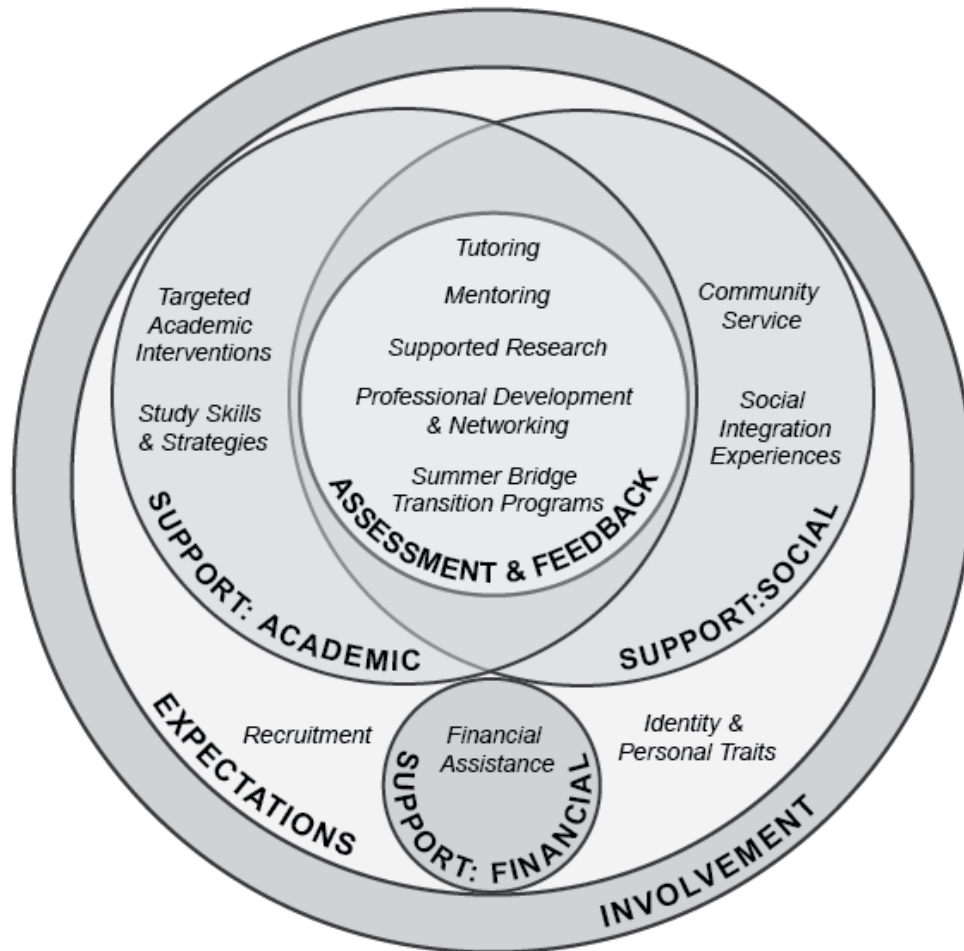 Tutoring
Mentoring
Supported Research
Professional Development
& Networking
Summer Bridge
Transition Programs
ASSESSMENT & FEEDBACK
Targeted
Academic
Interventions
Study Skills
& Strategies
SUPPORT: ACADEMIC
Community
Service
Social
Integration
Experiences
SUPPORT:SOCIAL
Recruitment
Financial
Assistance
SUPPORT: FINANCIAL
Identity &
Personal Traits
EXPECTATIONS
INVOLVEMENT